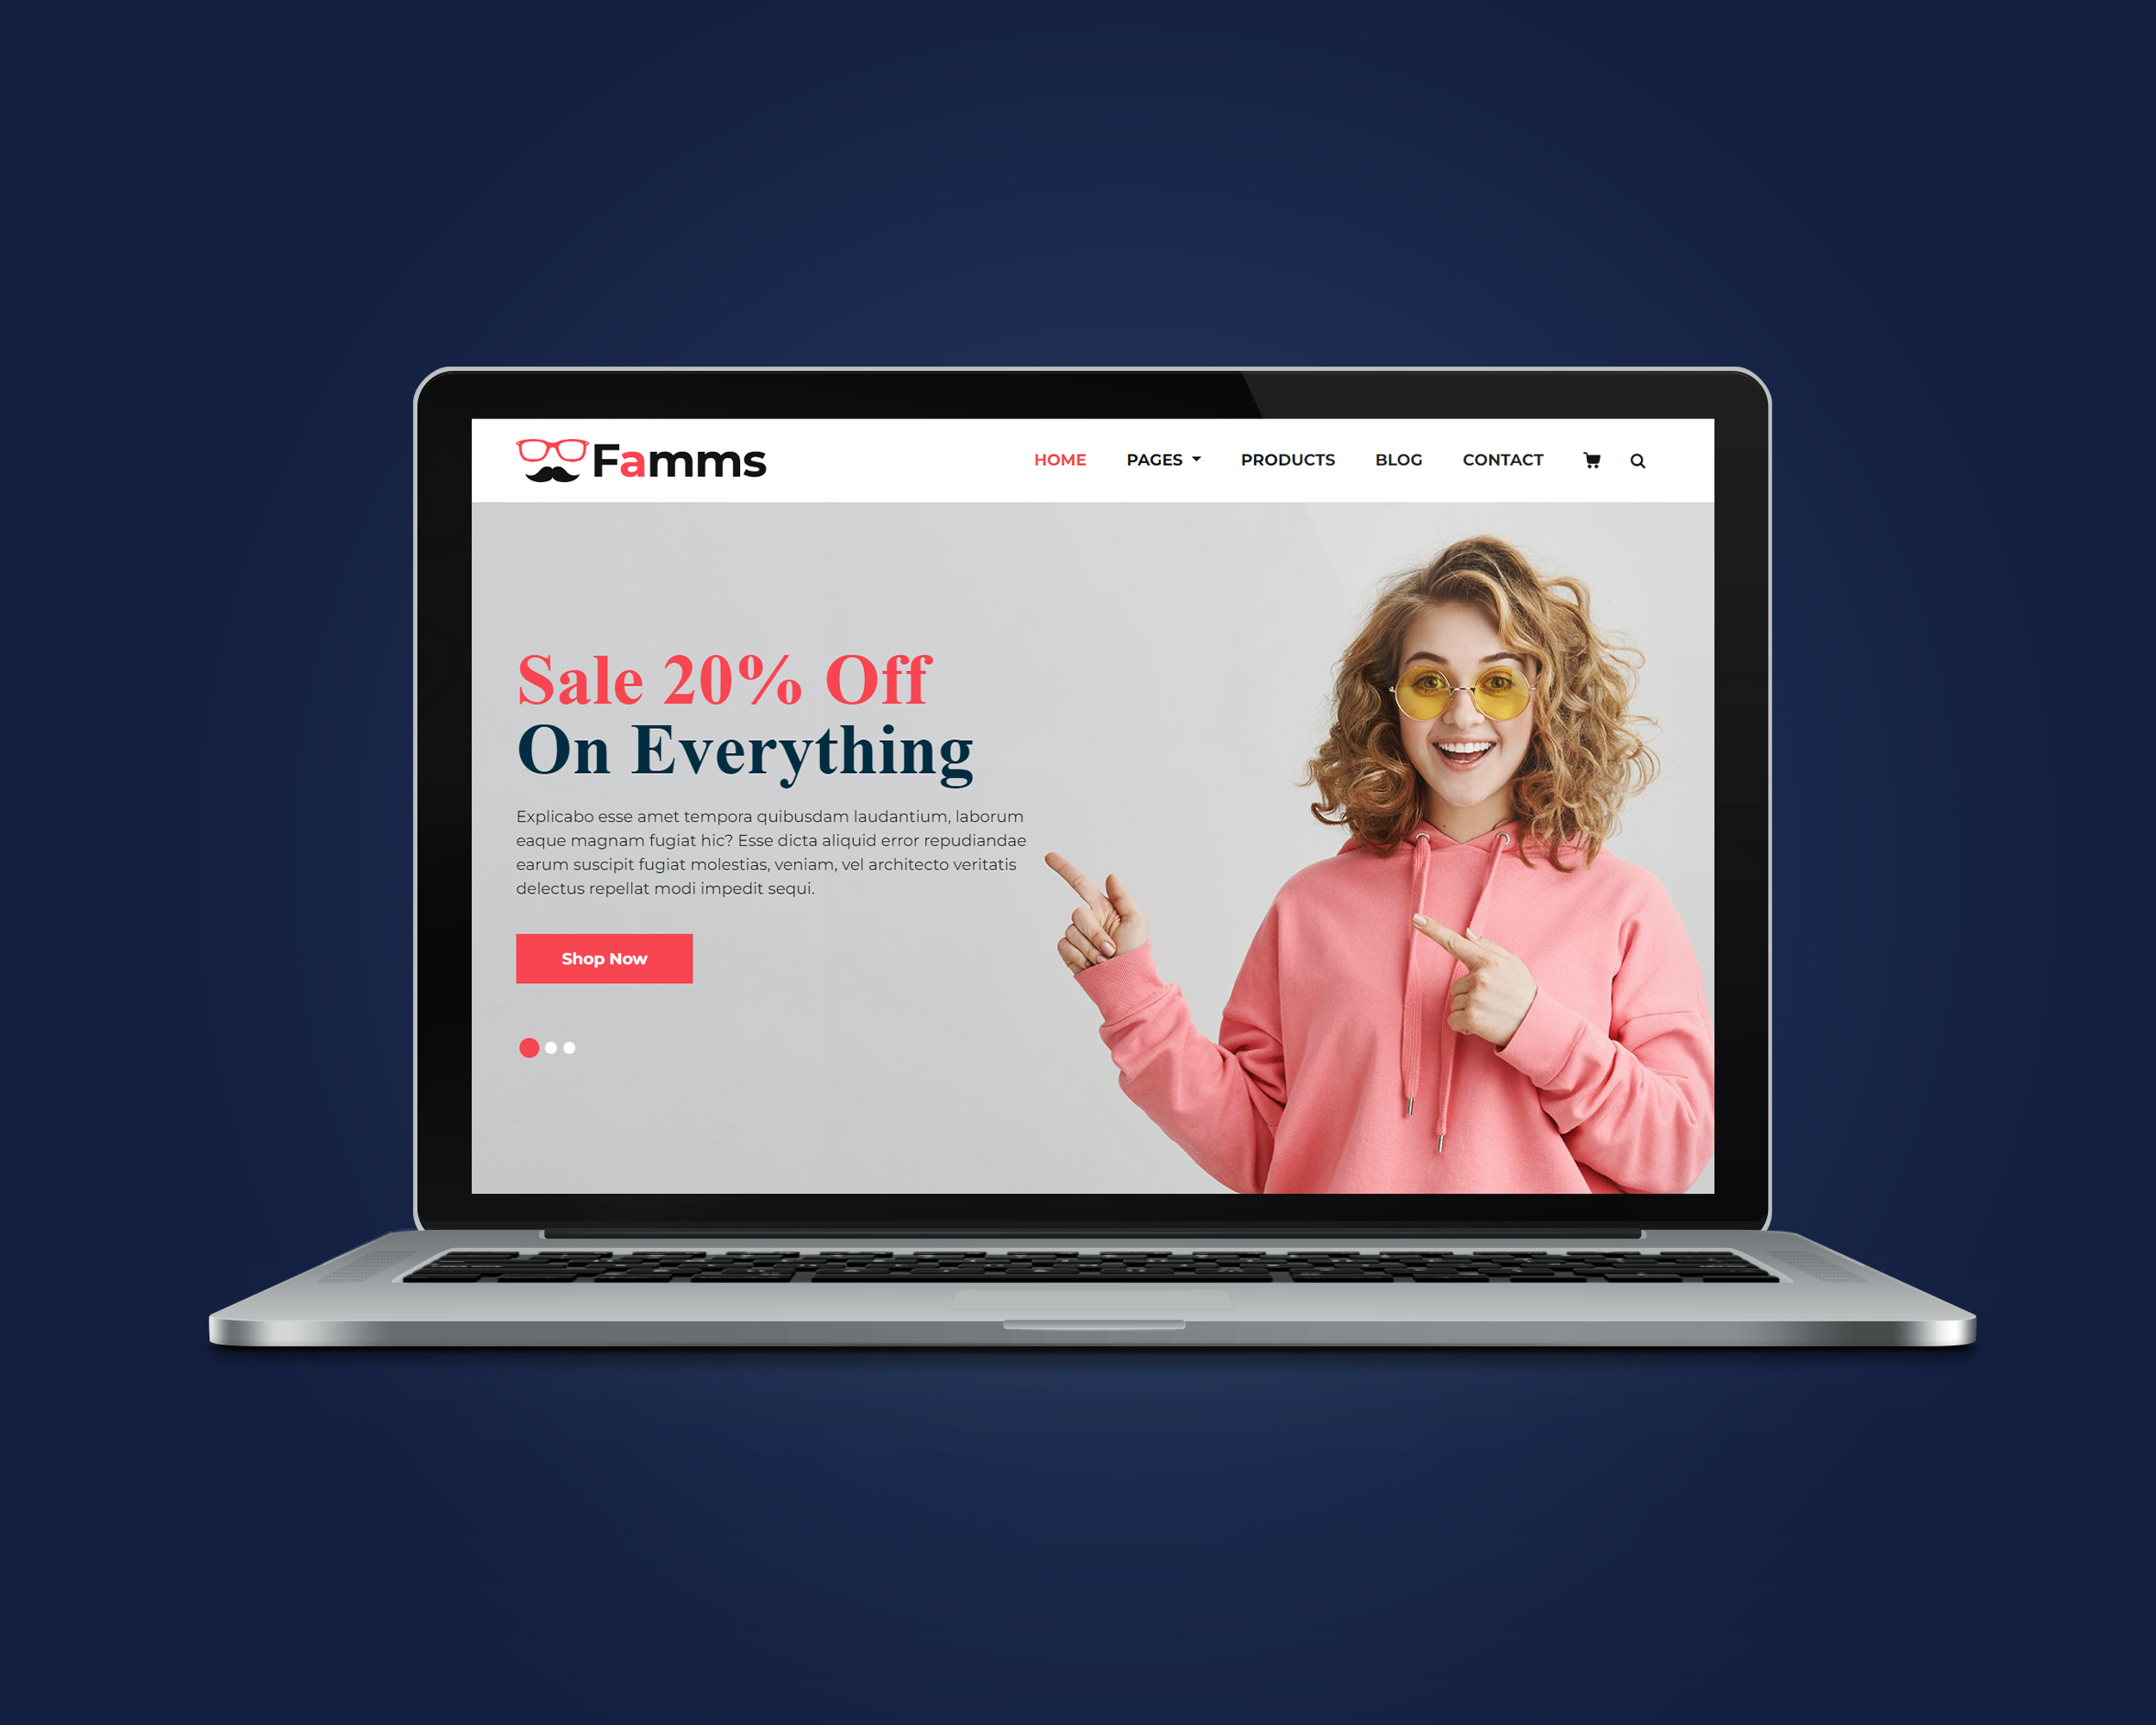 Famms
HOME PAGES PRODUCTS BLOG CONTACT
Sale 20% Off
On Everything
Explicabo esse amet tempora quibusdam laudantium, laborum
eaque magnam fugiat hic? Esse dicta aliquid error repudiandae
earum suscipit fugiat molestias, veniam, vel architecto veritatis
delectus repellat modi impedit sequi.
Shop Now